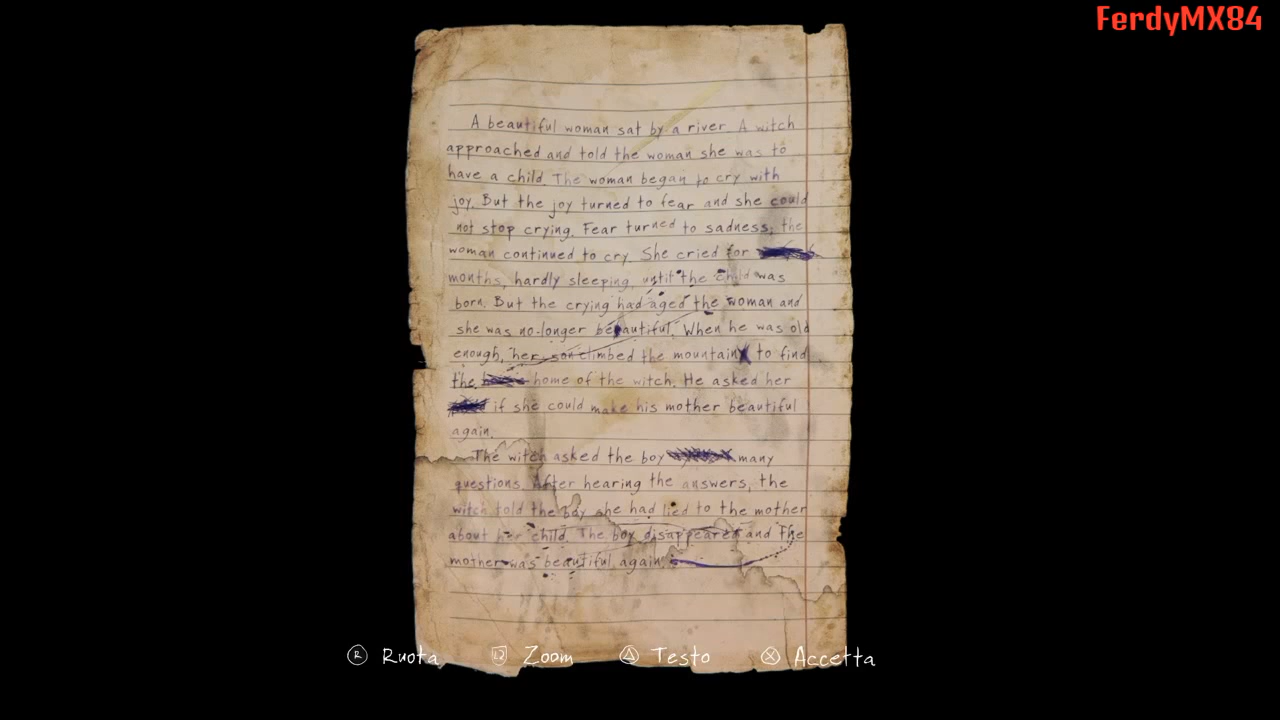 FerdyMX84
A beautiful woman sat by a river. A witch
approached and told the woman she was to
have a child. The woman began to cry with
joy. But the joy turned to fear and she could
not stop crying. Fear turned to sadness, the
woman continued to cry. She cried for
months, hardly sleeping, until the child was
born. But the crying had aged the woman and
she was no-longer beautiful. When he was old
enough, her son climbed the mountain to find
the home of the witch. He asked her
if she could make his mother beautiful
again.
The witch asked the boy many
questions. After hearing the answers, the
witch told the boy she had lied to the mother
about her child. The boy disappeared and the
mother was beautiful again.
R Ruota L2 Zoom Testo Accetta